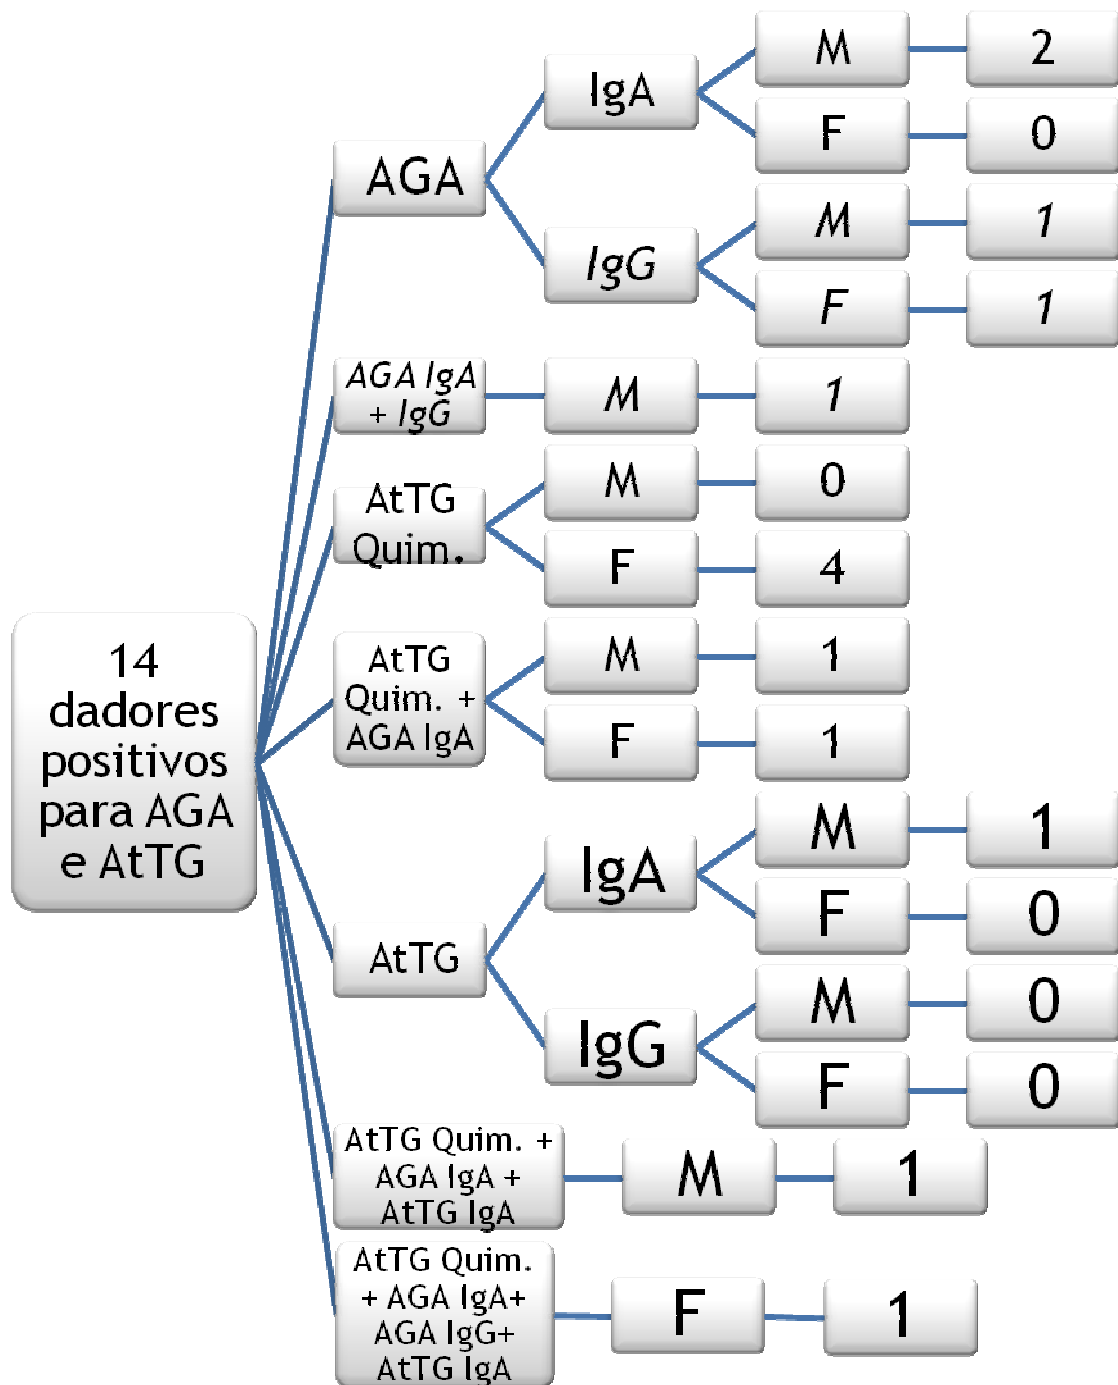 14
dadores
positivos
para AGA
e AtTG
AGA
IgA
M
2
F
0
IgG
M
1
F
1
AGA IgA
+ IgG
M
1
AtTG
Quim.
M
0
F
4
AtTG
Quim. +
AGA IgA
M
1
F
1
AtTG
IgA
M
1
F
0
IgG
M
0
F
0
AtTG Quim. +
AGA IgA +
AtTG IgA
M
1
AtTG Quim.
+ AGA IgA+
AGA IgG+
AtTG IgA
F
1